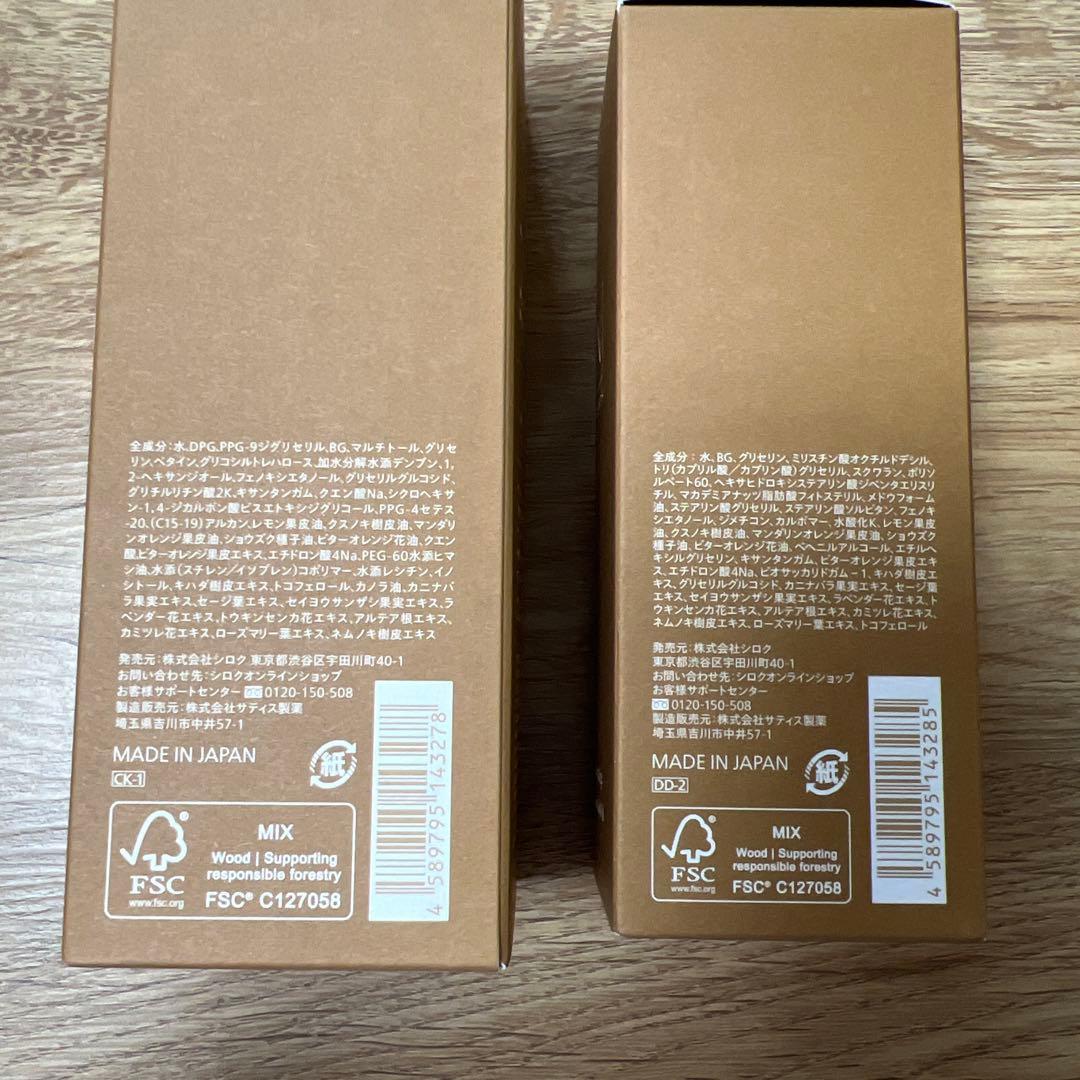 全成分：水、DPG、PPG-9ジグリセリル、BG、マルチトール、グリセ
リン、ベタイン、グリコシルトレハロース、加水分解水添デンプン、1,
2-ヘキサンジオール、フェノキシエタノール、グリセリルグルコシド、
グリチルリチン酸2K、キサンタンガム、クエン酸Na、シクロヘキサ
ン-1,4-ジカルボン酸ビスエトキシジグリコール、PPG-4セテス
-20、(C15-19)アルカン、レモン果皮油、クスノキ樹皮油、マンダリ
ンオレンジ果皮油、ショウズク種子油、ビターオレンジ花油、クエン
酸、ビターオレンジ果皮エキス、エチドロン酸4Na、PEG-60水添ヒマ
シ油、水添（スチレン／イソプレン）コポリマー、水添レシチン、イノ
シトール、キハダ樹皮エキス、トコフェロール、カノラ油、カニナバ
ラ果実エキス、セージ葉エキス、セイヨウサンザシ果実エキス、ラ
ベンダー花エキス、トウキンセンカ花エキス、アルテア根エキス、
カミツレ花エキス、ローズマリー葉エキス、ネムノキ樹皮エキス
発売元：株式会社シロク 東京都渋谷区宇田川町40-1
お問い合わせ先：シロクオンラインショップ
お客様サポートセンター 0120-150-508
製造販売元：株式会社サティス製薬
埼玉県吉川市中井57-1
MADE IN JAPAN
紙
CK-1
4 589795 143278
MIX
Wood | Supporting
responsible forestry
FSC
www.fsc.org
FSC® C127058
全成分：水、BG、グリセリン、ミリスチン酸オクチルドデシル、
トリ（カプリル酸／カプリン酸）グリセリル、スクワラン、ポリソ
ルベート60、ヘキサヒドロキシステアリン酸ジペンタエリスリ
チル、マカデミアナッツ脂肪酸フィトステリル、メドウフォーム
油、ステアリン酸グリセリル、ステアリン酸ソルビタン、フェノキ
シエタノール、ジメチコン、カルボマー、水酸化K、レモン果皮
油、クスノキ樹皮油、マンダリンオレンジ果皮油、ショウズク
種子油、ビターオレンジ花油、ベヘニルアルコール、エチルヘ
キシルグリセリン、キサンタンガム、ビターオレンジ果皮エキ
ス、エチドロン酸4Na、ビオサッカリドガム－1、キハダ樹皮エキ
ス、グリセリルグルコシド、カニナバラ果実エキス、セージ葉エ
キス、セイヨウサンザシ果実エキス、ラベンダー花エキス、ト
ウキンセンカ花エキス、アルテア根エキス、カミツレ花エキス、
ネムノキ樹皮エキス、ローズマリー葉エキス、トコフェロール
発売元：株式会社シロク
東京都渋谷区宇田川町40-1
お問い合わせ先：シロクオンラインショップ
お客様サポートセンター
0120-150-508
製造販売元：株式会社サティス製薬
埼玉県吉川市中井57-1
MADE IN JAPAN
紙
DD-2
4 589795 143285
MIX
Wood | Supporting
responsible forestry
FSC
www.fsc.org
FSC® C127058